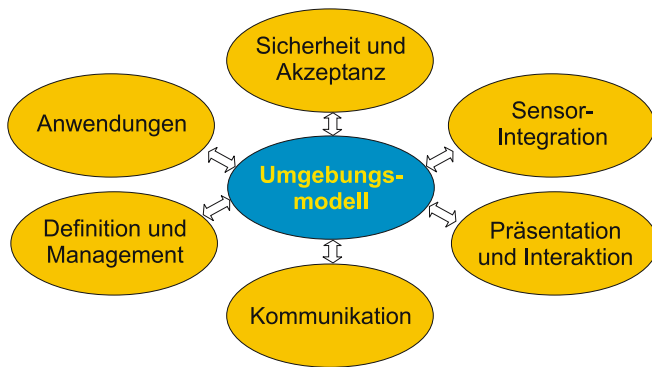 Sicherheit und
Akzeptanz
Anwendungen
Sensor-
Integration
Umgebungs-
modell
Definition und
Management
Präsentation
und Interaktion
Kommunikation